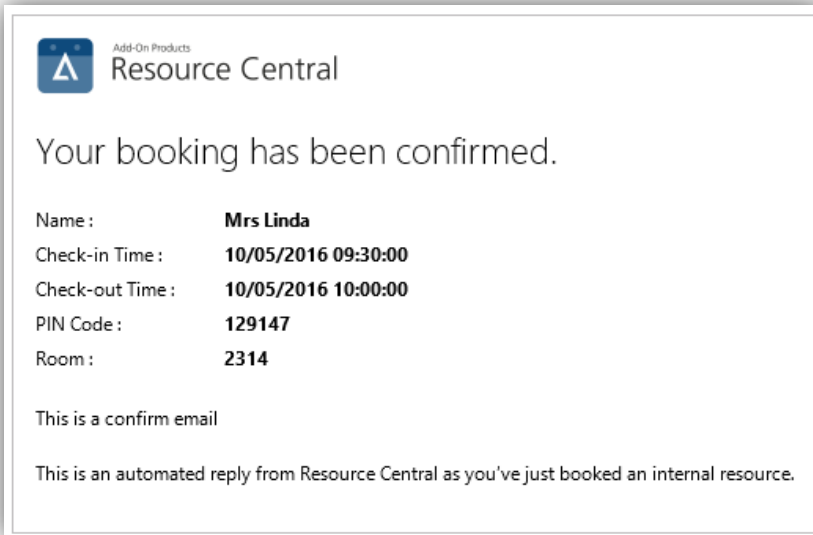 Add-On Products
Resource Central
Your booking has been confirmed.
Name : Mrs Linda
Check-in Time : 10/05/2016 09:30:00
Check-out Time : 10/05/2016 10:00:00
PIN Code : 129147
Room : 2314
This is a confirm email
This is an automated reply from Resource Central as you've just booked an internal resource.